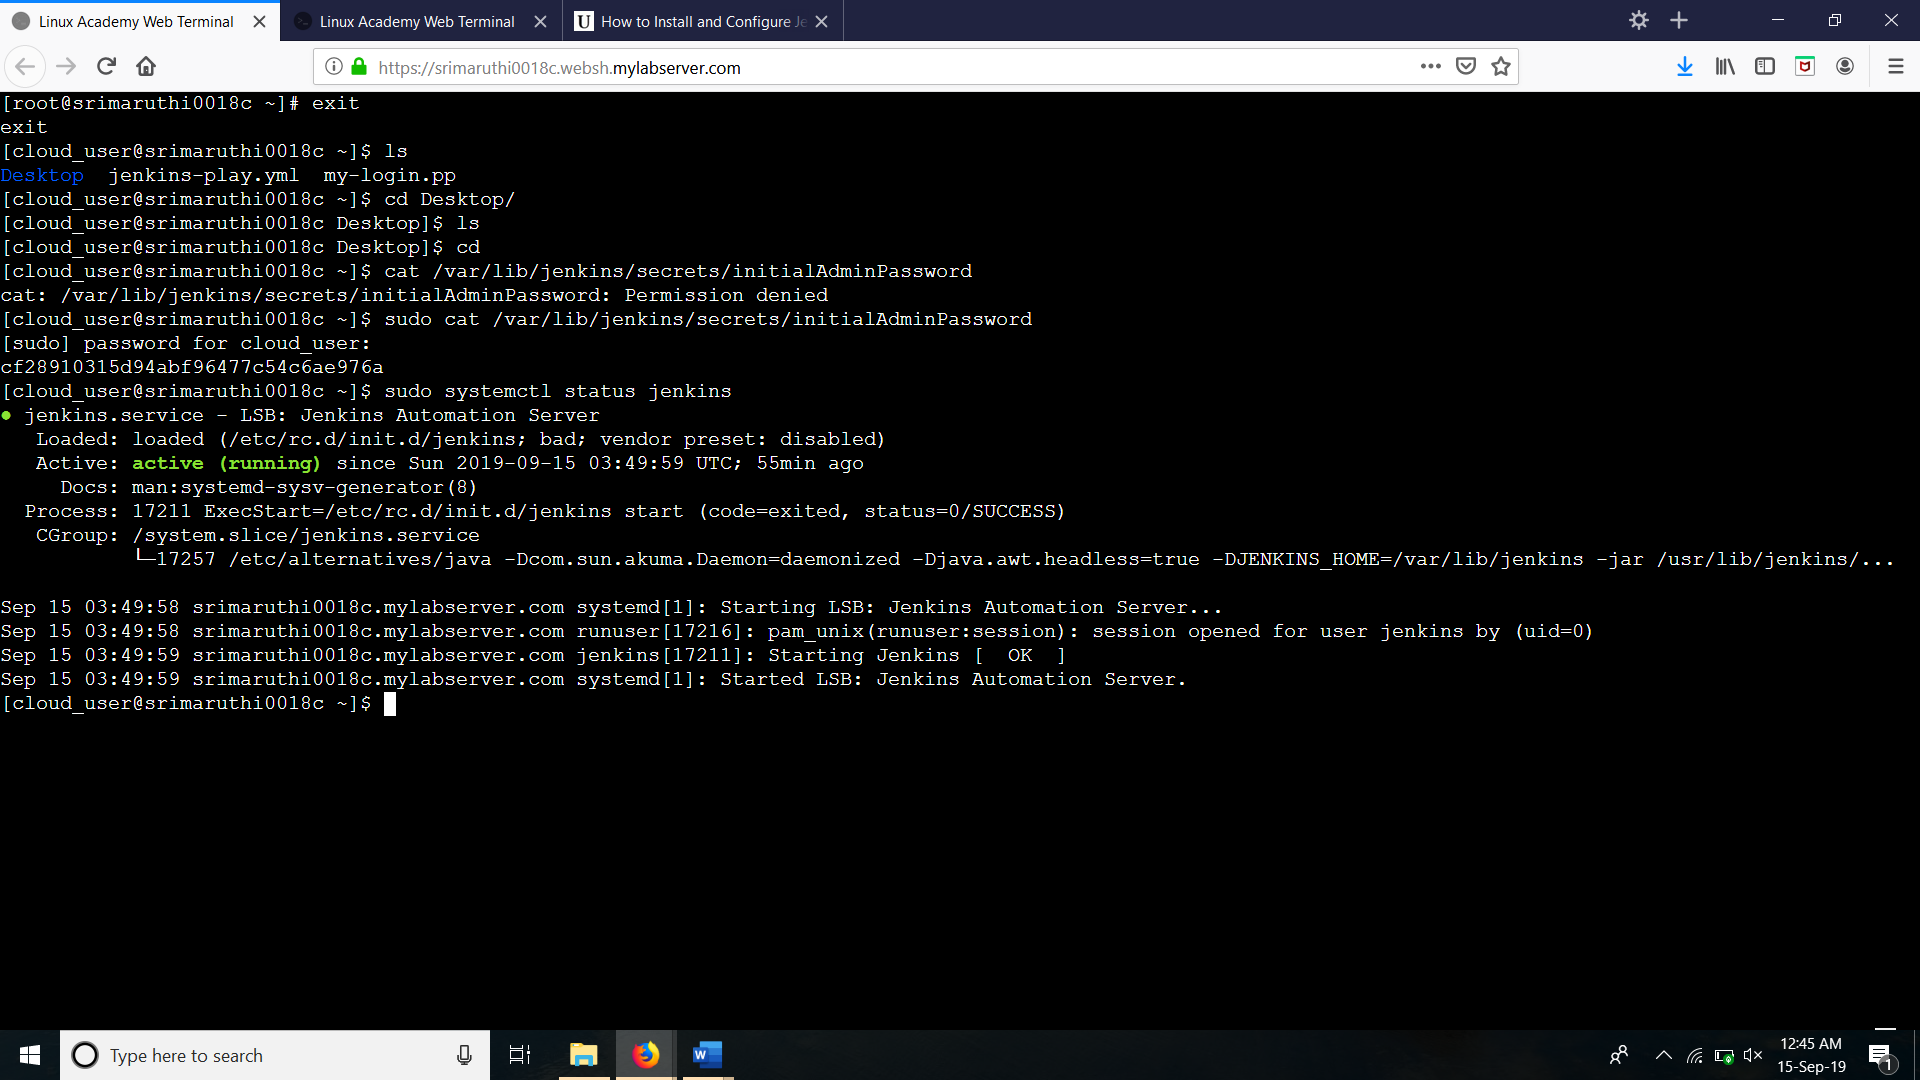 Linux Academy Web Terminal
Linux Academy Web Terminal
U How to Install and Configure Je
https://srimaruthi0018c.websh.mylabserver.com
[root@srimaruthi0018c ~]# exit
exit
[cloud_user@srimaruthi0018c ~]$ ls
Desktop  jenkins-play.yml  my-login.pp
[cloud_user@srimaruthi0018c ~]$ cd Desktop/
[cloud_user@srimaruthi0018c Desktop]$ ls
[cloud_user@srimaruthi0018c Desktop]$ cd
[cloud_user@srimaruthi0018c ~]$ cat /var/lib/jenkins/secrets/initialAdminPassword
cat: /var/lib/jenkins/secrets/initialAdminPassword: Permission denied
[cloud_user@srimaruthi0018c ~]$ sudo cat /var/lib/jenkins/secrets/initialAdminPassword
[sudo] password for cloud_user:
cf28910315d94abf96477c54c6ae976a
[cloud_user@srimaruthi0018c ~]$ sudo systemctl status jenkins
● jenkins.service - LSB: Jenkins Automation Server
   Loaded: loaded (/etc/rc.d/init.d/jenkins; bad; vendor preset: disabled)
   Active: active (running) since Sun 2019-09-15 03:49:59 UTC; 55min ago
     Docs: man:systemd-sysv-generator(8)
  Process: 17211 ExecStart=/etc/rc.d/init.d/jenkins start (code=exited, status=0/SUCCESS)
   CGroup: /system.slice/jenkins.service
           └─17257 /etc/alternatives/java -Dcom.sun.akuma.Daemon=daemonized -Djava.awt.headless=true -DJENKINS_HOME=/var/lib/jenkins -jar /usr/lib/jenkins/...
Sep 15 03:49:58 srimaruthi0018c.mylabserver.com systemd[1]: Starting LSB: Jenkins Automation Server...
Sep 15 03:49:58 srimaruthi0018c.mylabserver.com runuser[17216]: pam_unix(runuser:session): session opened for user jenkins by (uid=0)
Sep 15 03:49:59 srimaruthi0018c.mylabserver.com jenkins[17211]: Starting Jenkins [  OK  ]
Sep 15 03:49:59 srimaruthi0018c.mylabserver.com systemd[1]: Started LSB: Jenkins Automation Server.
[cloud_user@srimaruthi0018c ~]$
Type here to search
W
12:45 AM
15-Sep-19
1